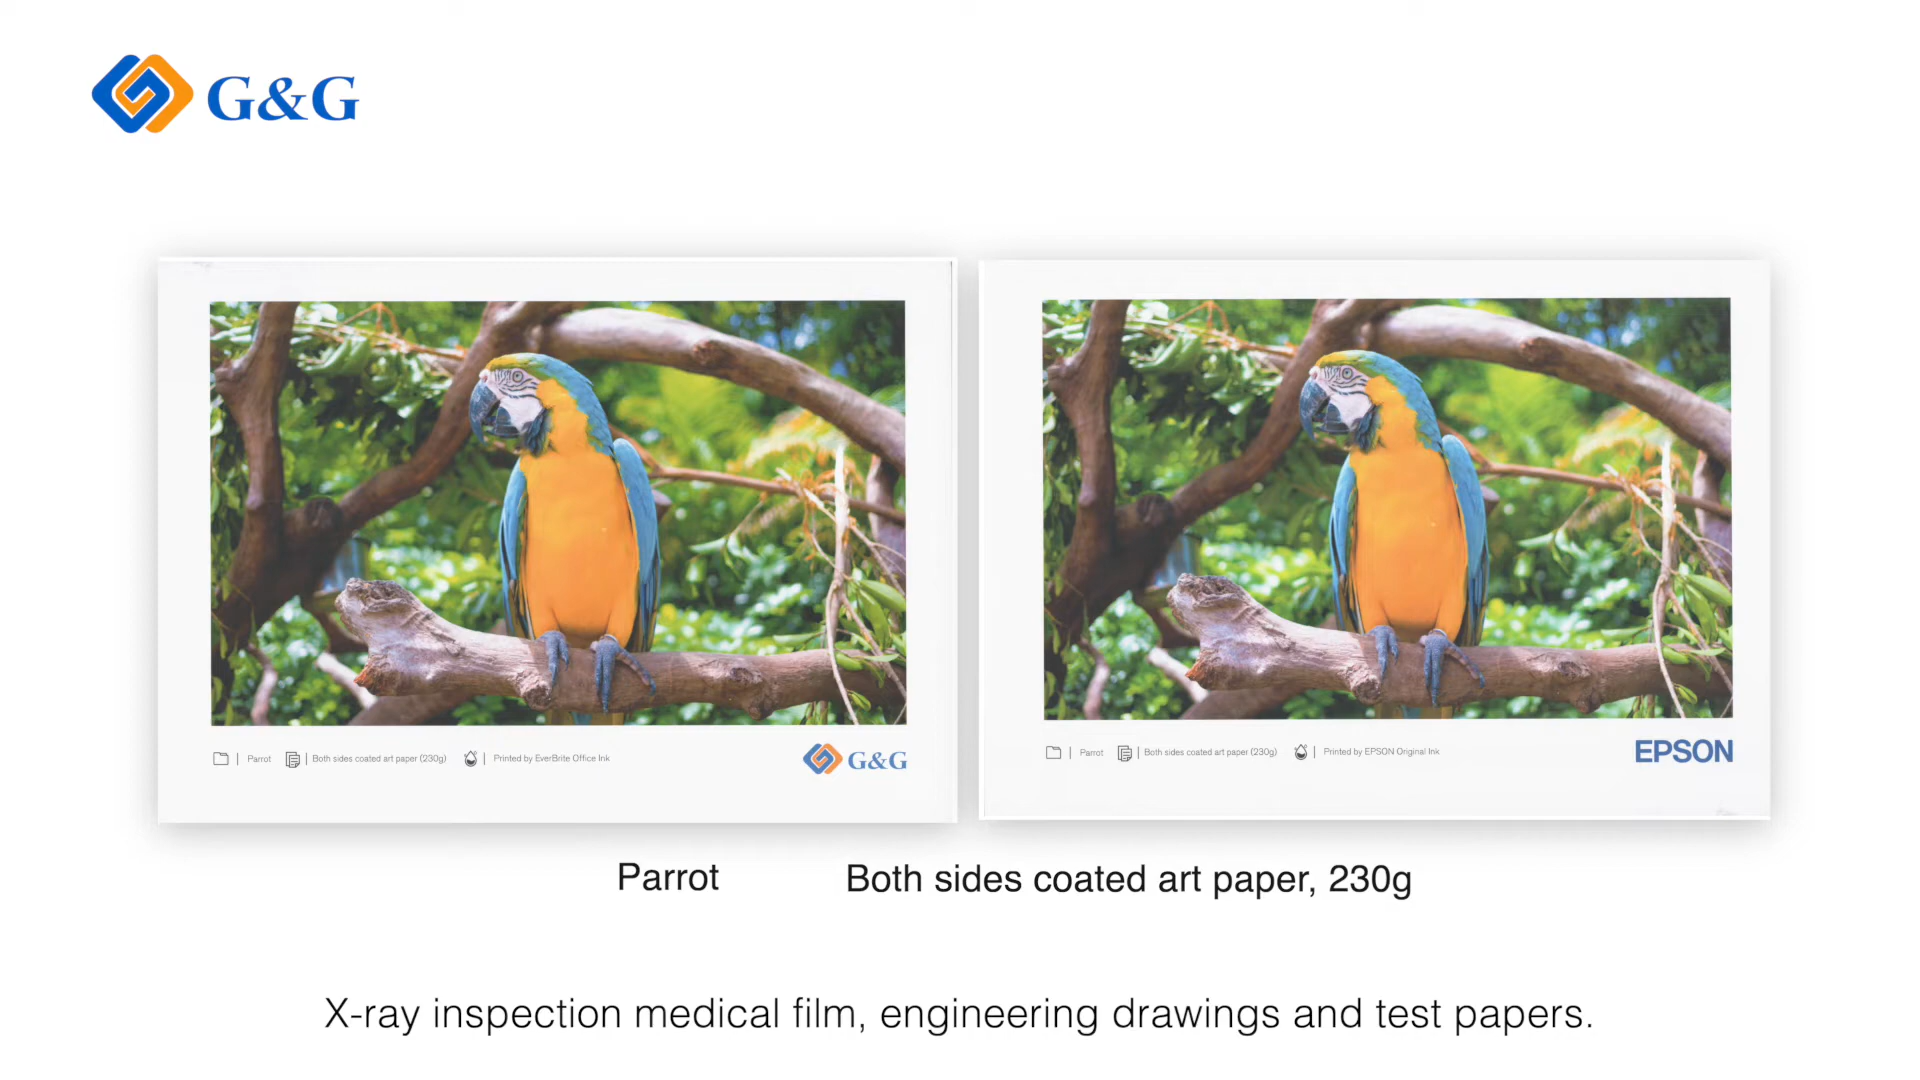 G&G
Parrot
Both sides coated art paper (230g)
Printed by EverBrite Office Ink
G&G
Parrot
Both sides coated art paper (230g)
Printed by EPSON Original Ink
EPSON
Parrot
Both sides coated art paper, 230g
X-ray inspection medical film, engineering drawings and test papers.